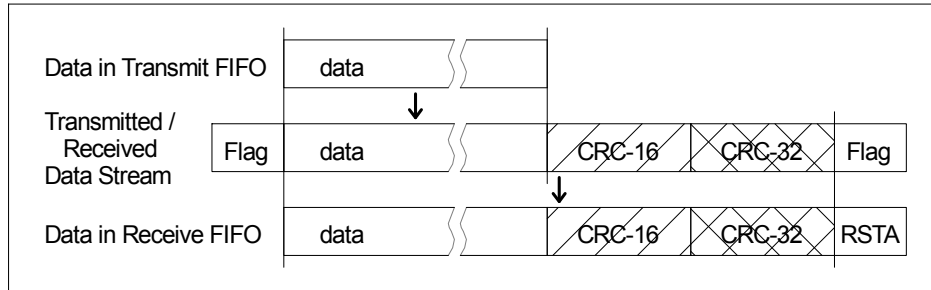 Data in Transmit FIFO data
Transmitted /
Received
Data Stream
Flag data CRC-16 CRC-32 Flag
Data in Receive FIFO data CRC-16 CRC-32 RSTA